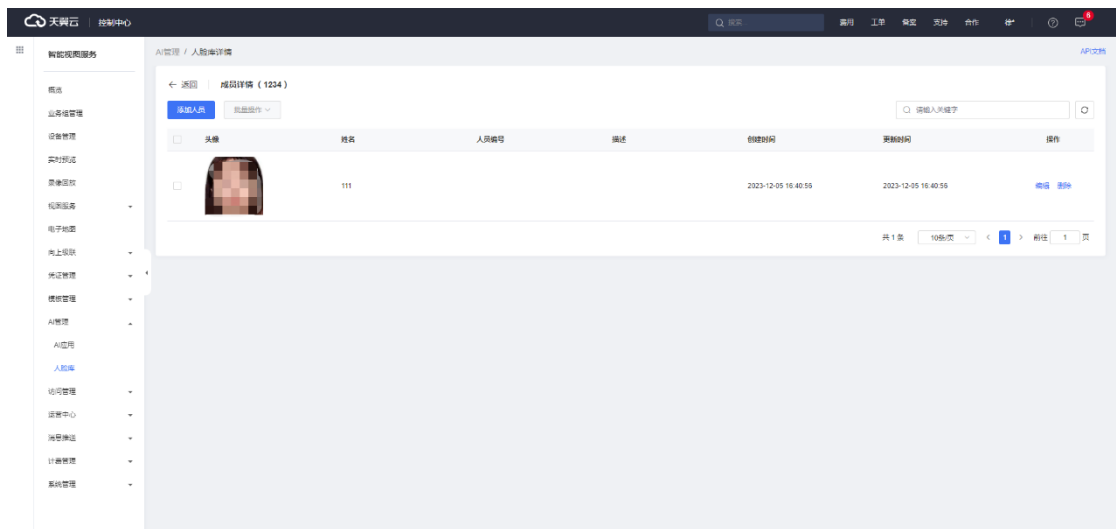 天翼云 控制中心 搜索 费用 工单 备案 支持 合作 6
智能视图服务 AI管理 / 人脸库详情 API文档
概览
业务组管理
设备管理
实时预览
录像回放
视图服务
电子地图
向上级联
凭证管理
模板管理
AI管理
AI应用
人脸库
访问管理
运营中心
消息推送
计费管理
系统管理
← 返回 成员详情（1234）
添加人员 批量操作 请输入关键字
头像 姓名 人员编号 描述 创建时间 更新时间 操作
111 2023-12-05 16:40:56 2023-12-05 16:40:56 编辑 删除
共1条 10条/页 < 1 > 前往 1 页